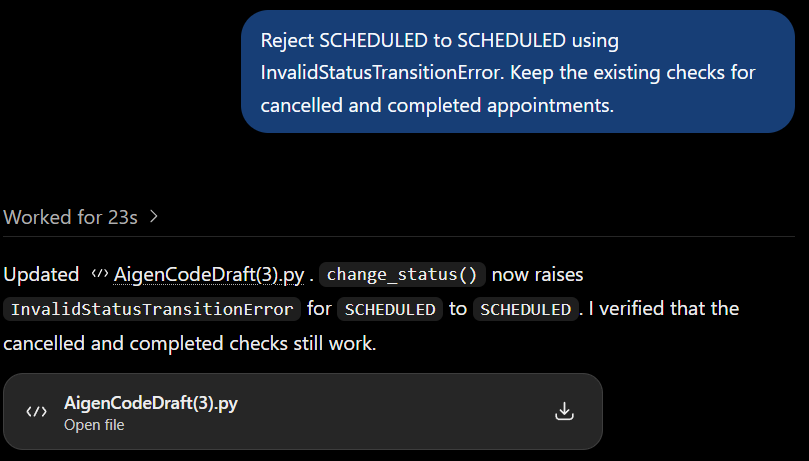 Reject SCHEDULED to SCHEDULED using
InvalidStatusTransitionError. Keep the existing checks for
cancelled and completed appointments.
Worked for 23s >
Updated </> AigenCodeDraft(3).py . change_status() now raises
InvalidStatusTransitionError for SCHEDULED to SCHEDULED. I verified that the
cancelled and completed checks still work.
</> AigenCodeDraft(3).py
Open file